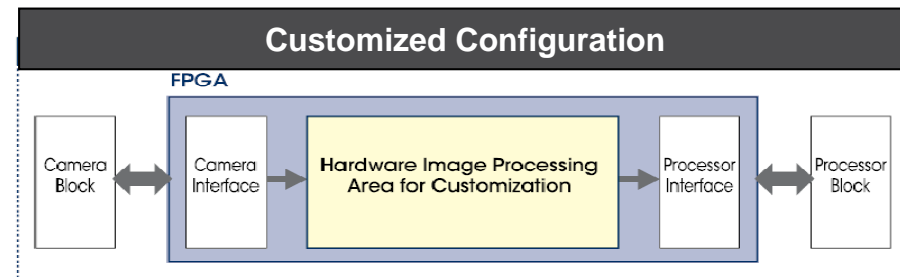 Customized Configuration
FPGA
Camera
Block
Camera
Interface
Hardware Image Processing
Area for Customization
Processor
Interface
Processor
Block